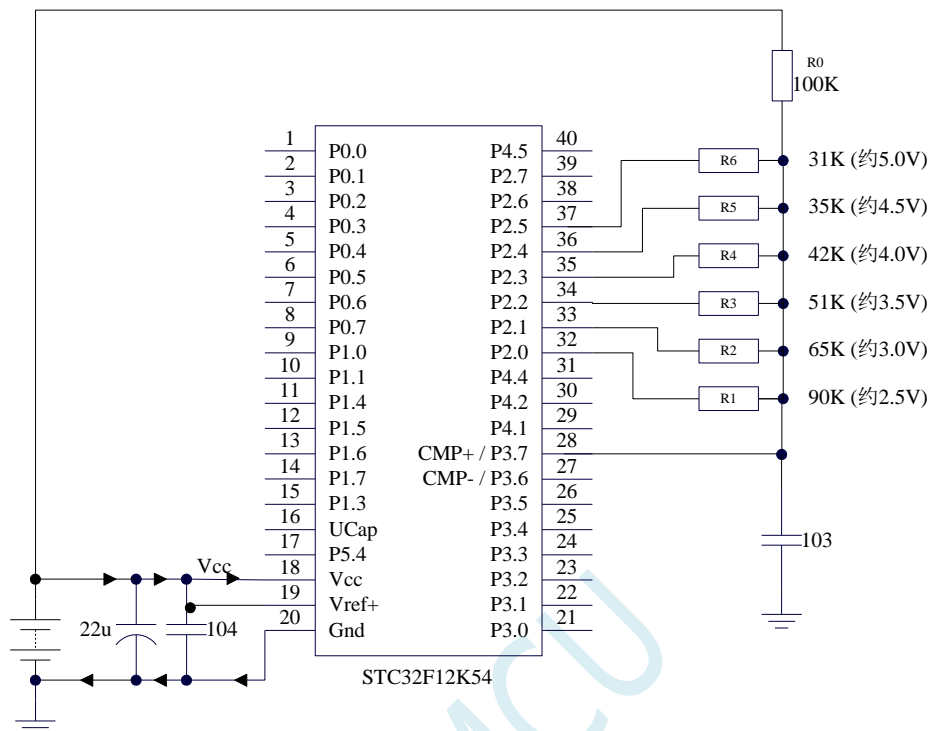 R0
100K
1 P0.0 P4.5 40
2 P0.1 P2.7 39
3 P0.2 P2.6 38
4 P0.3 P2.5 37
5 P0.4 P2.4 36
6 P0.5 P2.3 35
7 P0.6 P2.2 34
8 P0.7 P2.1 33
9 P1.0 P2.0 32
10 P1.1 P4.4 31
11 P1.4 P4.2 30
12 P1.5 P4.1 29
13 P1.6 CMP+ / P3.7 28
14 P1.7 CMP- / P3.6 27
15 P1.3 P3.5 26
16 UCap P3.4 25
17 P5.4 P3.3 24
18 Vcc P3.2 23
19 Vref+ P3.1 22
20 Gnd P3.0 21
R6 31K (约5.0V)
R5 35K (约4.5V)
R4 42K (约4.0V)
R3 51K (约3.5V)
R2 65K (约3.0V)
R1 90K (约2.5V)
103
Vcc
22u
104
STC32F12K54
MCU